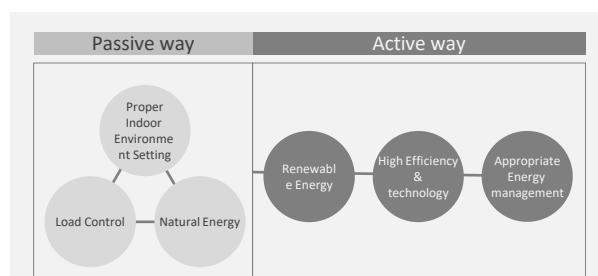 Passive way
Active way
Proper
Indoor
Environme
nt Setting
Load Control
Natural Energy
Renewabl
e Energy
High Efficiency
&
technology
Appropriate
Energy
management